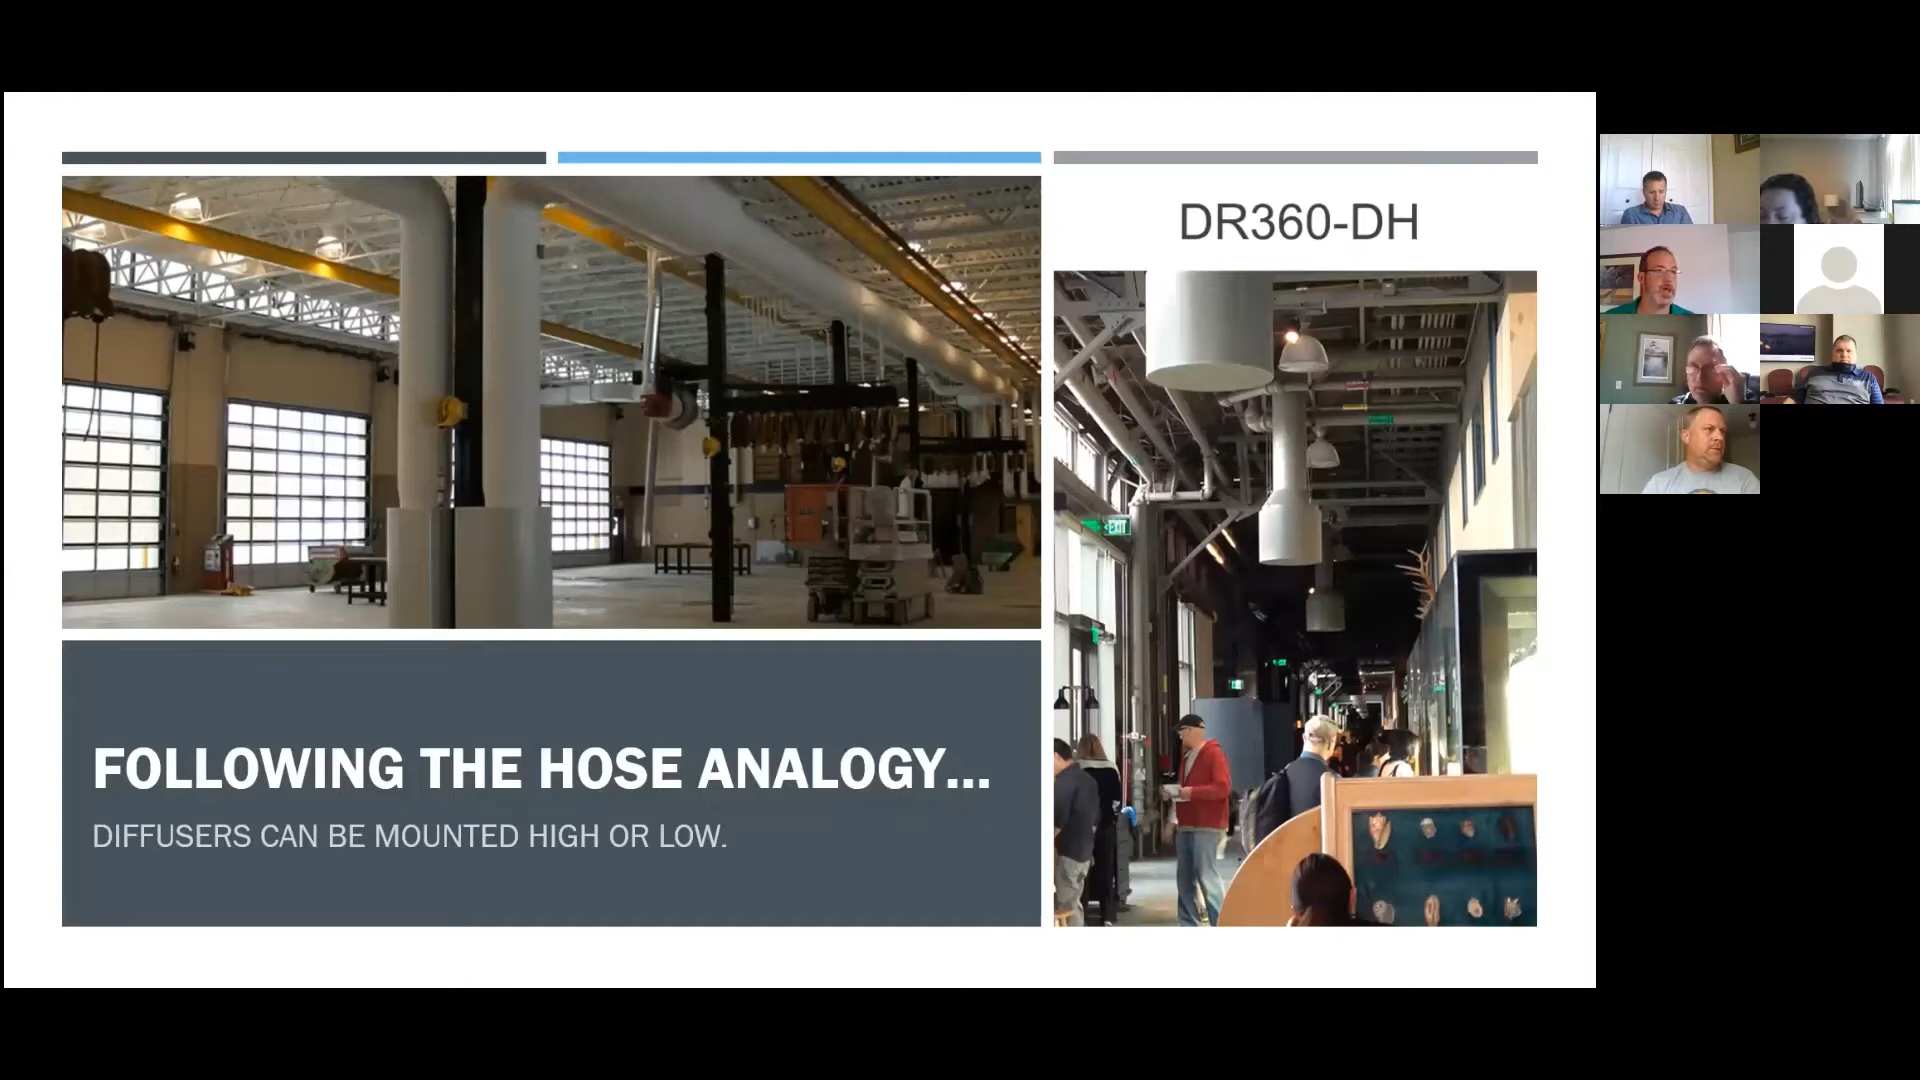 DR360-DH
EXIT
FOLLOWING THE HOSE ANALOGY...
DIFFUSERS CAN BE MOUNTED HIGH OR LOW.